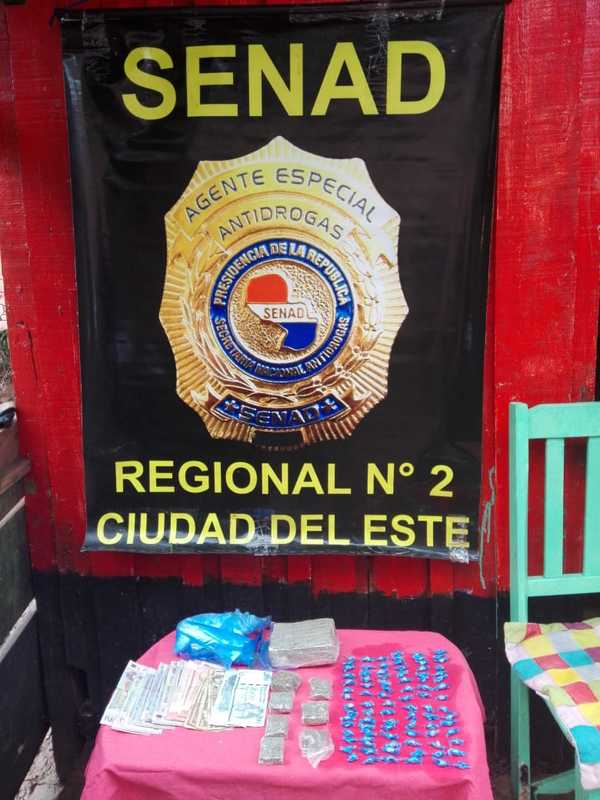 SENAD
AGENTE ESPECIAL
ANTIDROGAS
PRESIDENCIA DE LA REPUBLICA
SENAD
SECRETARIA NACIONAL ANTIDROGAS
SENAD
REGIONAL N° 2
CIUDAD DEL ESTE